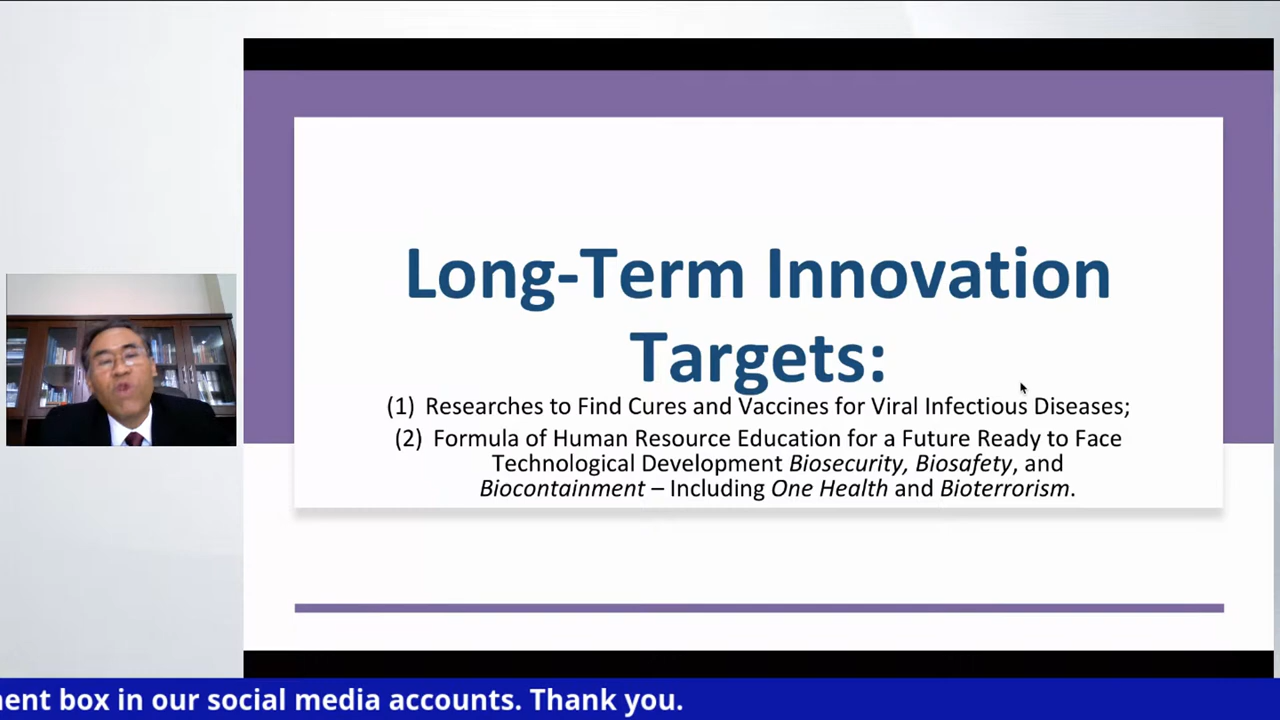 Long-Term Innovation
Targets:
(1) Researches to Find Cures and Vaccines for Viral Infectious Diseases;
(2) Formula of Human Resource Education for a Future Ready to Face
Technological Development Biosecurity, Biosafety, and
Biocontainment – Including One Health and Bioterrorism.
box in our social media accounts. Thank you.